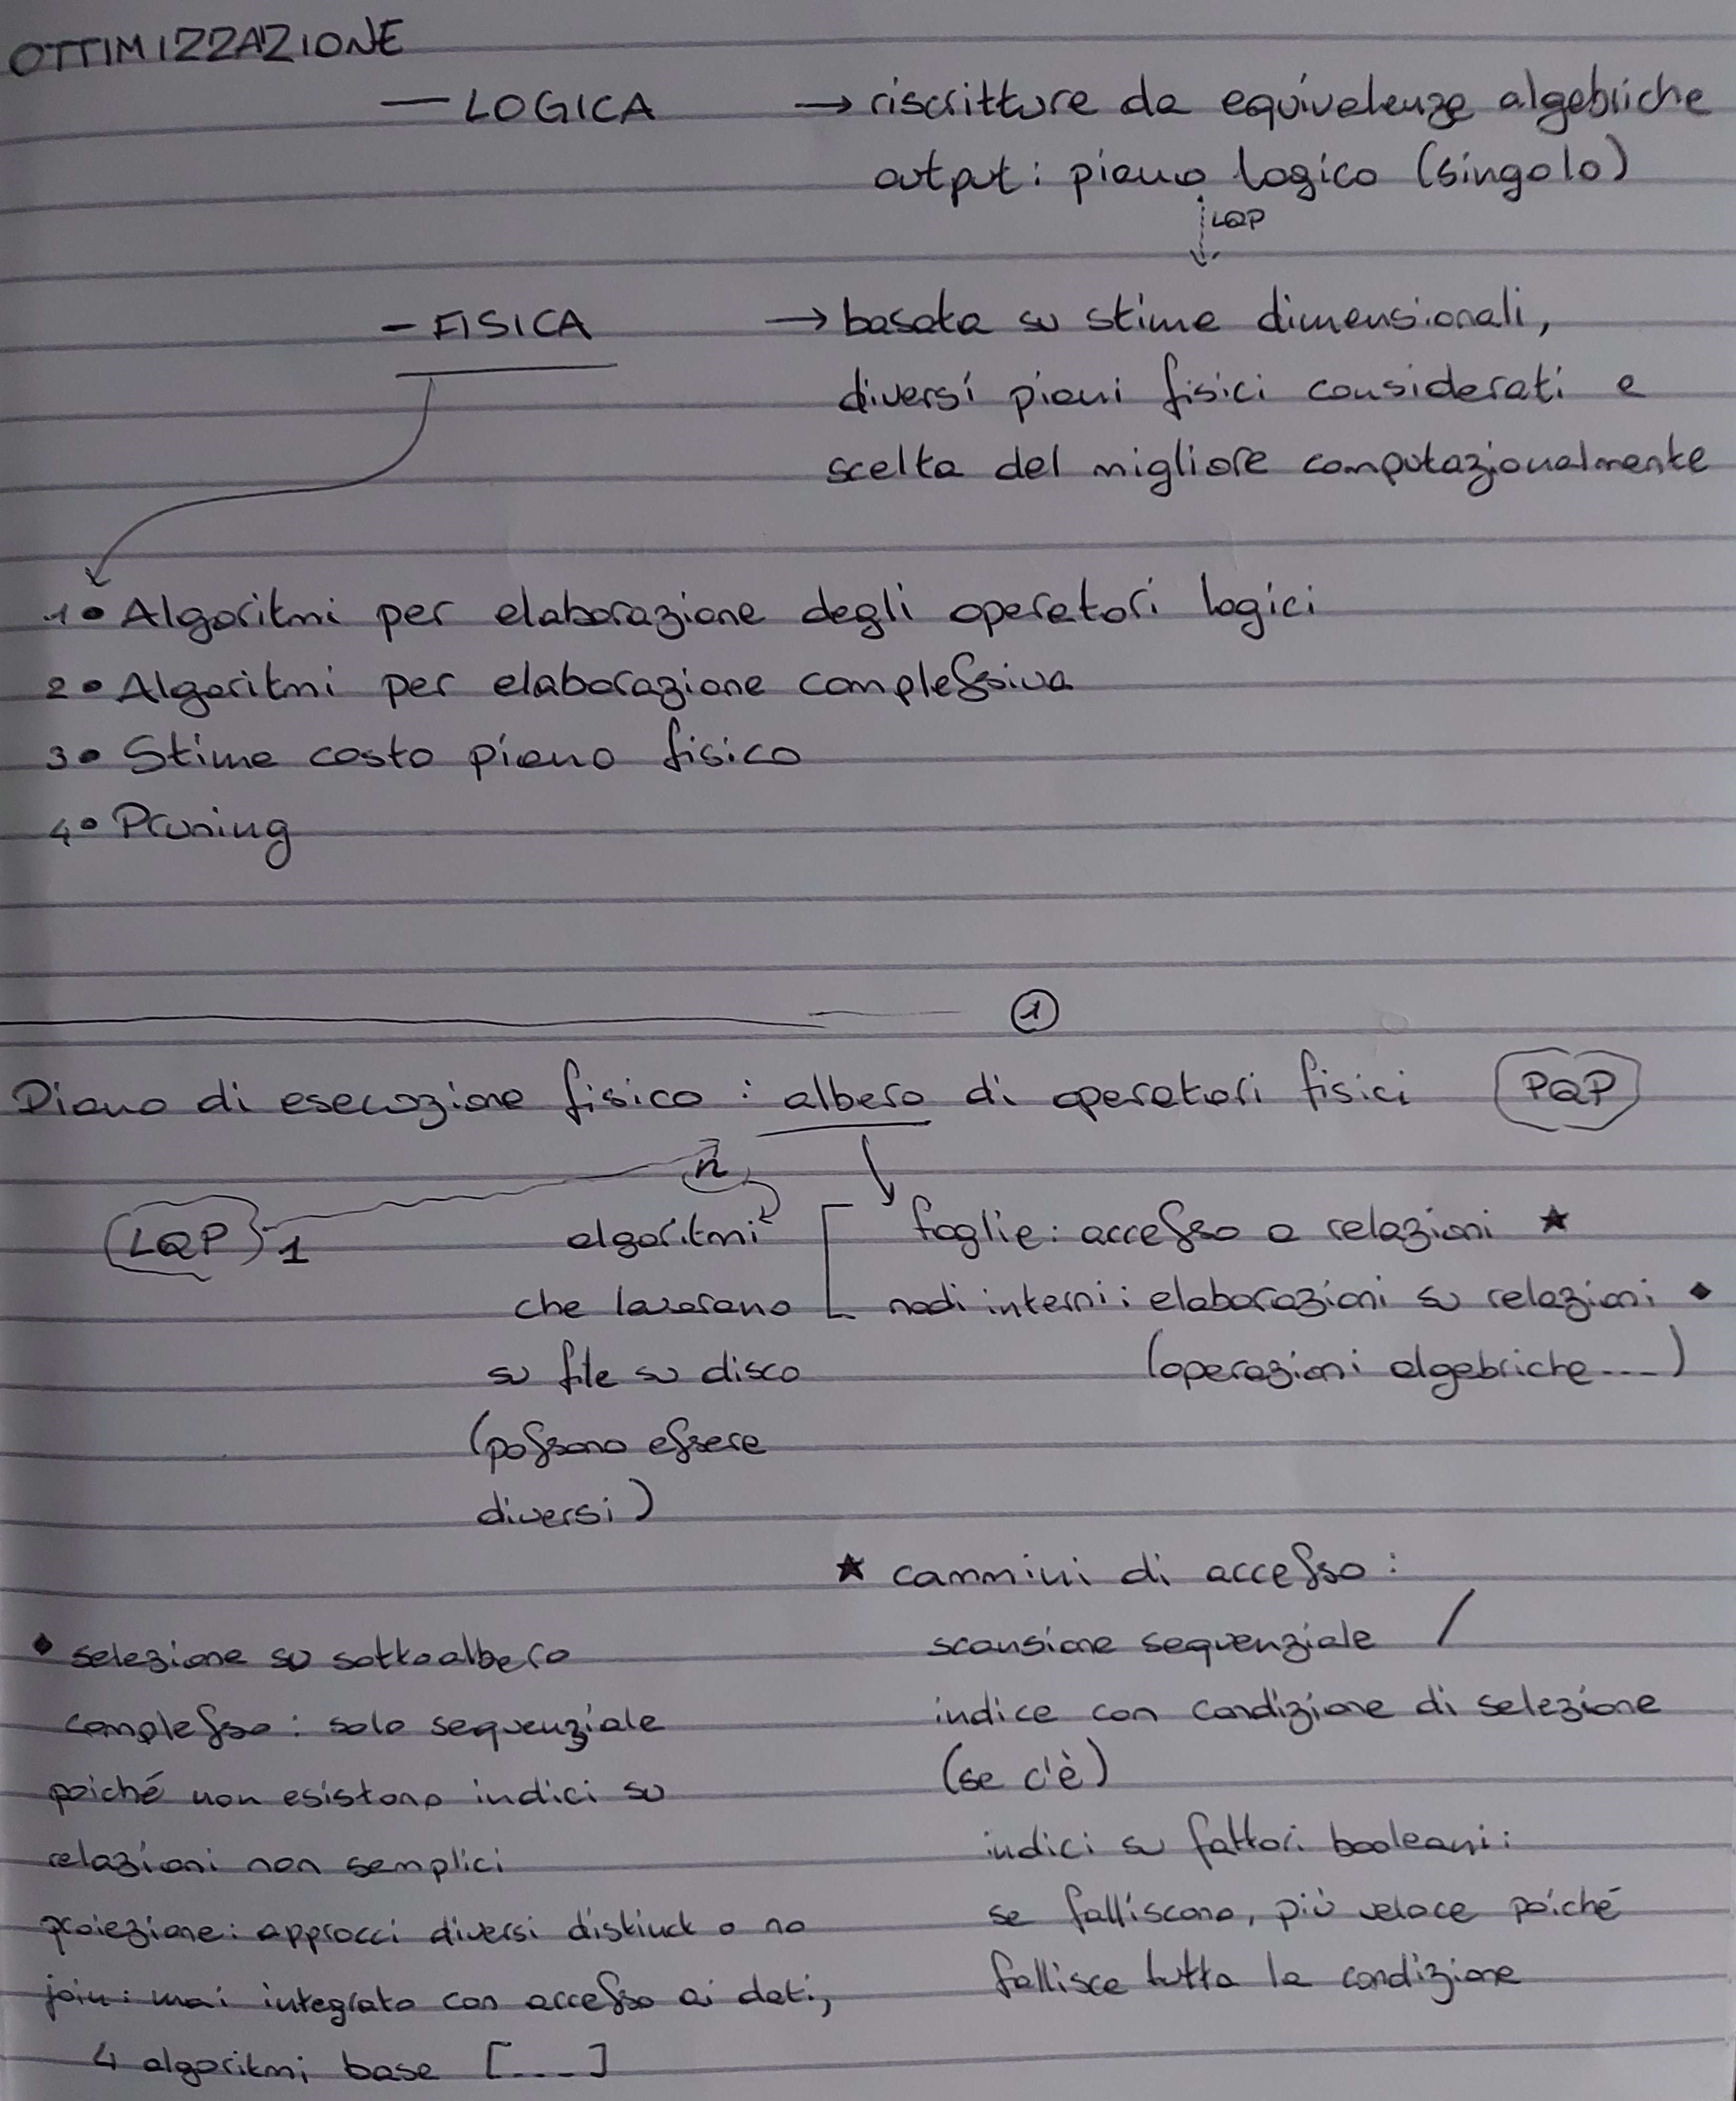 OTTIMIZZAZIONE
— LOGICA → riscritture da equivalenze algebriche
output: piano logico (singolo)
LQP
- FISICA → basata su stime dimensionali,
diversi piani fisici considerati e
scelta del migliore computazionalmente
1• Algoritmi per elaborazione degli operatori logici
2• Algoritmi per elaborazione complessiva
3• Stime costo piano fisico
4• Pruning
1
Piano di esecuzione fisico: albero di operatori fisici PQP
n
LQP 1
algoritmi
che lavorano
su file su disco
(possono essere
diversi)
foglie: accesso a relazioni ★
nodi interni: elaborazioni su relazioni ◆
(operazioni algebriche...)
★ cammini di accesso:
scansione sequenziale /
indice con condizione di selezione
(se c'è)
indici su fattori booleani:
se falliscono, più veloce poiché
fallisce tutta la condizione
◆ selezione su sottoalbero
complesso: solo sequenziale
poiché non esistono indici su
relazioni non semplici
proiezione: approcci diversi distinct o no
join: mai integrato con accesso ai dati,
4 algoritmi base [....]